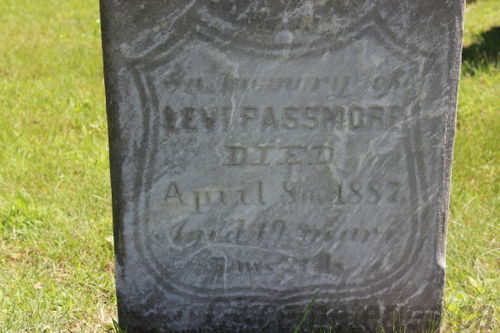 In Memory of
LEVI PASSMORE
DIED
April 8th 1887
Aged